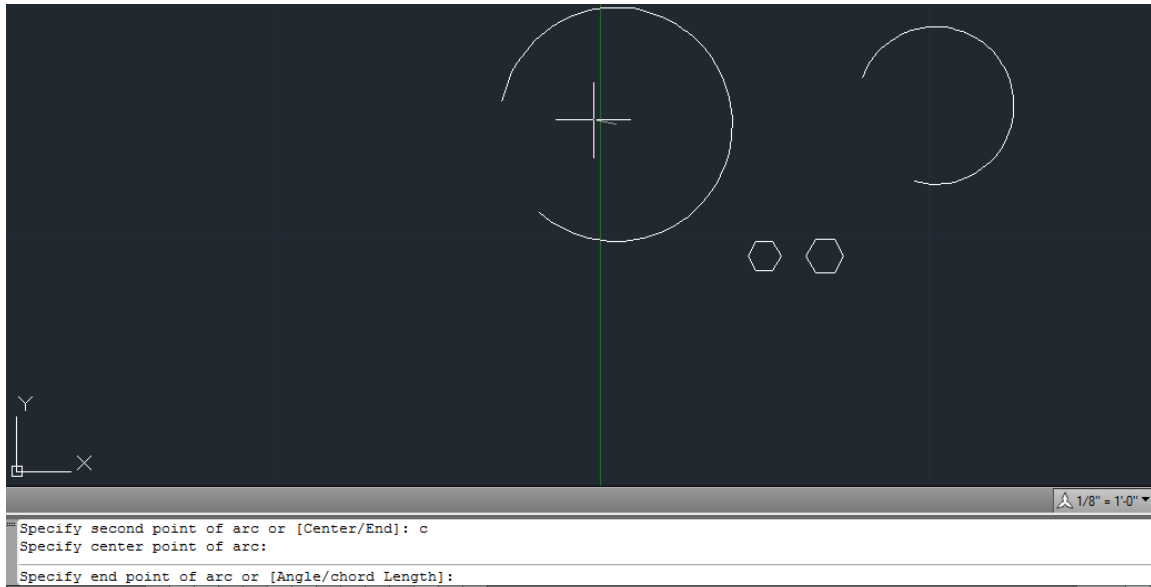 Y
X
1/8" = 1'-0"
Specify second point of arc or [Center/End]: c
Specify center point of arc:
Specify end point of arc or [Angle/chord Length]: